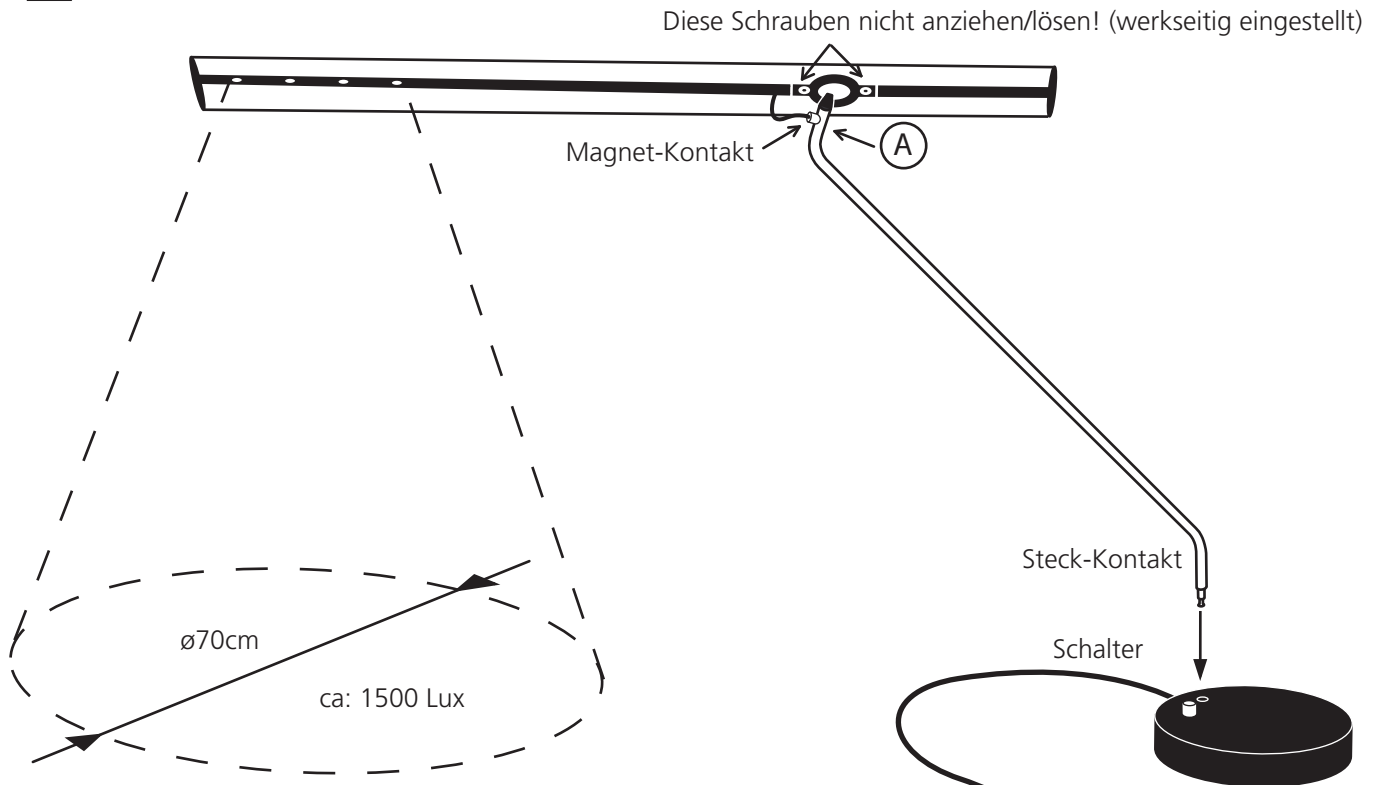 Diese Schrauben nicht anziehen/lösen! (werkseitig eingestellt)
Magnet-Kontakt
A
Steck-Kontakt
Schalter
ø70cm
ca: 1500 Lux